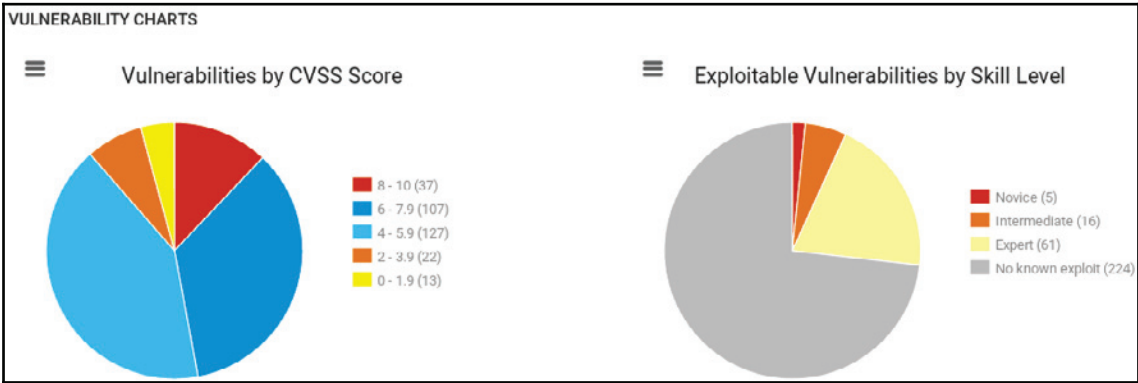 VULNERABILITY CHARTS
Vulnerabilities by CVSS Score
8 - 10 (37)
6 - 7.9 (107)
4 - 5.9 (127)
2 - 3.9 (22)
0 - 1.9 (13)
Exploitable Vulnerabilities by Skill Level
Novice (5)
Intermediate (16)
Expert (61)
No known exploit (224)